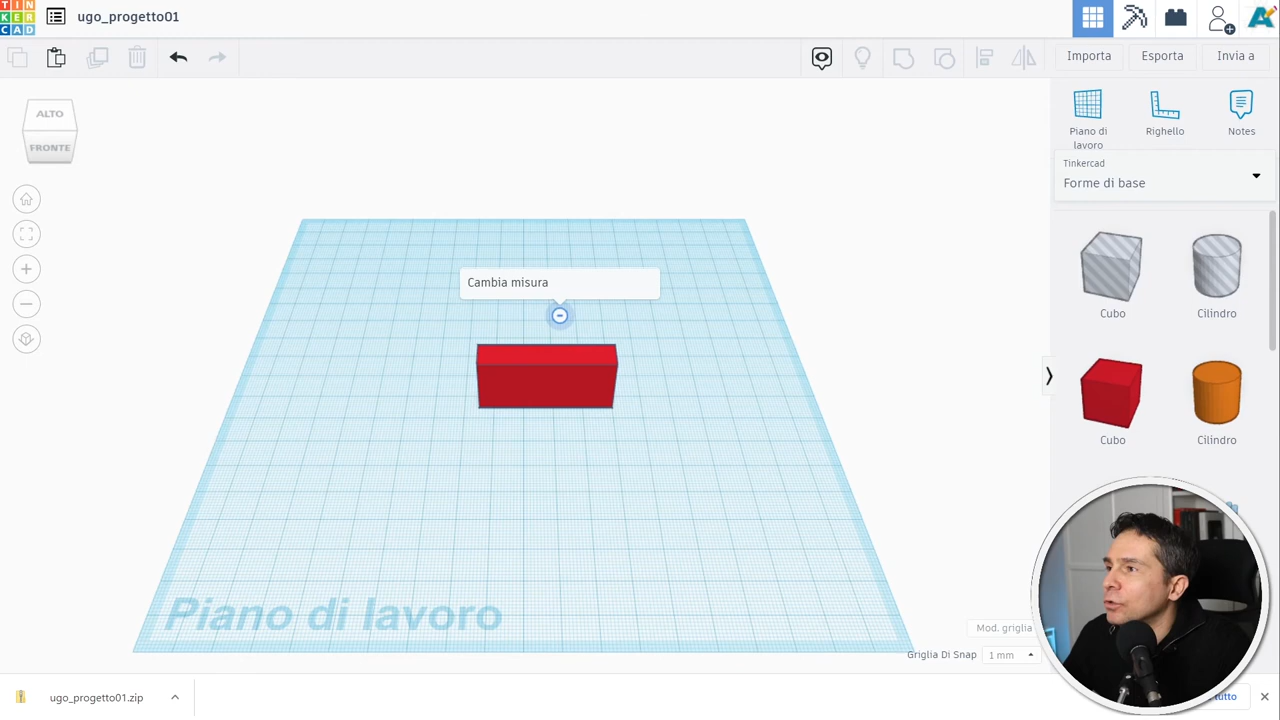 TIN
KER
CAD
ugo_progetto01
Importa
Esporta
Invia a
ALTO
FRONTE
Piano di
lavoro
Righello
Notes
Tinkercad
Forme di base
Cambia misura
Cubo
Cilindro
Cubo
Cilindro
Piano di lavoro
Mod. griglia
Griglia Di Snap
1 mm
ugo_progetto01.zip
tutto